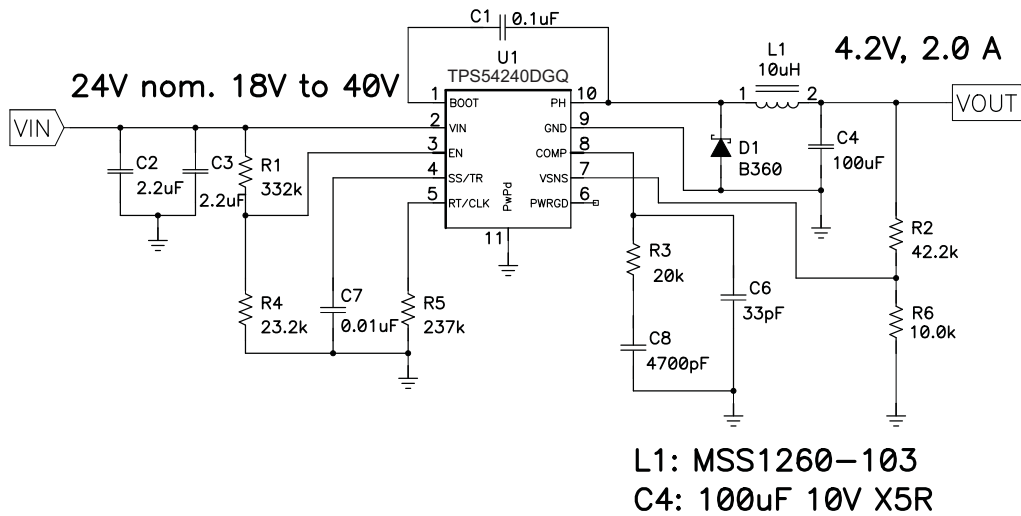 C1
0.1uF
U1
TPS54240DGQ
24V nom. 18V to 40V
L1
10uH
4.2V, 2.0 A
1
BOOT
PH
10
1
2
VOUT
VIN
2
VIN
GND
9
3
EN
COMP
8
D1
B360
C4
100uF
4
SS/TR
VSNS
7
5
RT/CLK
PWRGD
6
PwPd
11
C2
2.2uF
C3
2.2uF
R1
332k
R2
42.2k
R3
20k
R4
23.2k
C7
0.01uF
R5
237k
C6
33pF
R6
10.0k
C8
4700pF
L1: MSS1260-103
C4: 100uF 10V X5R